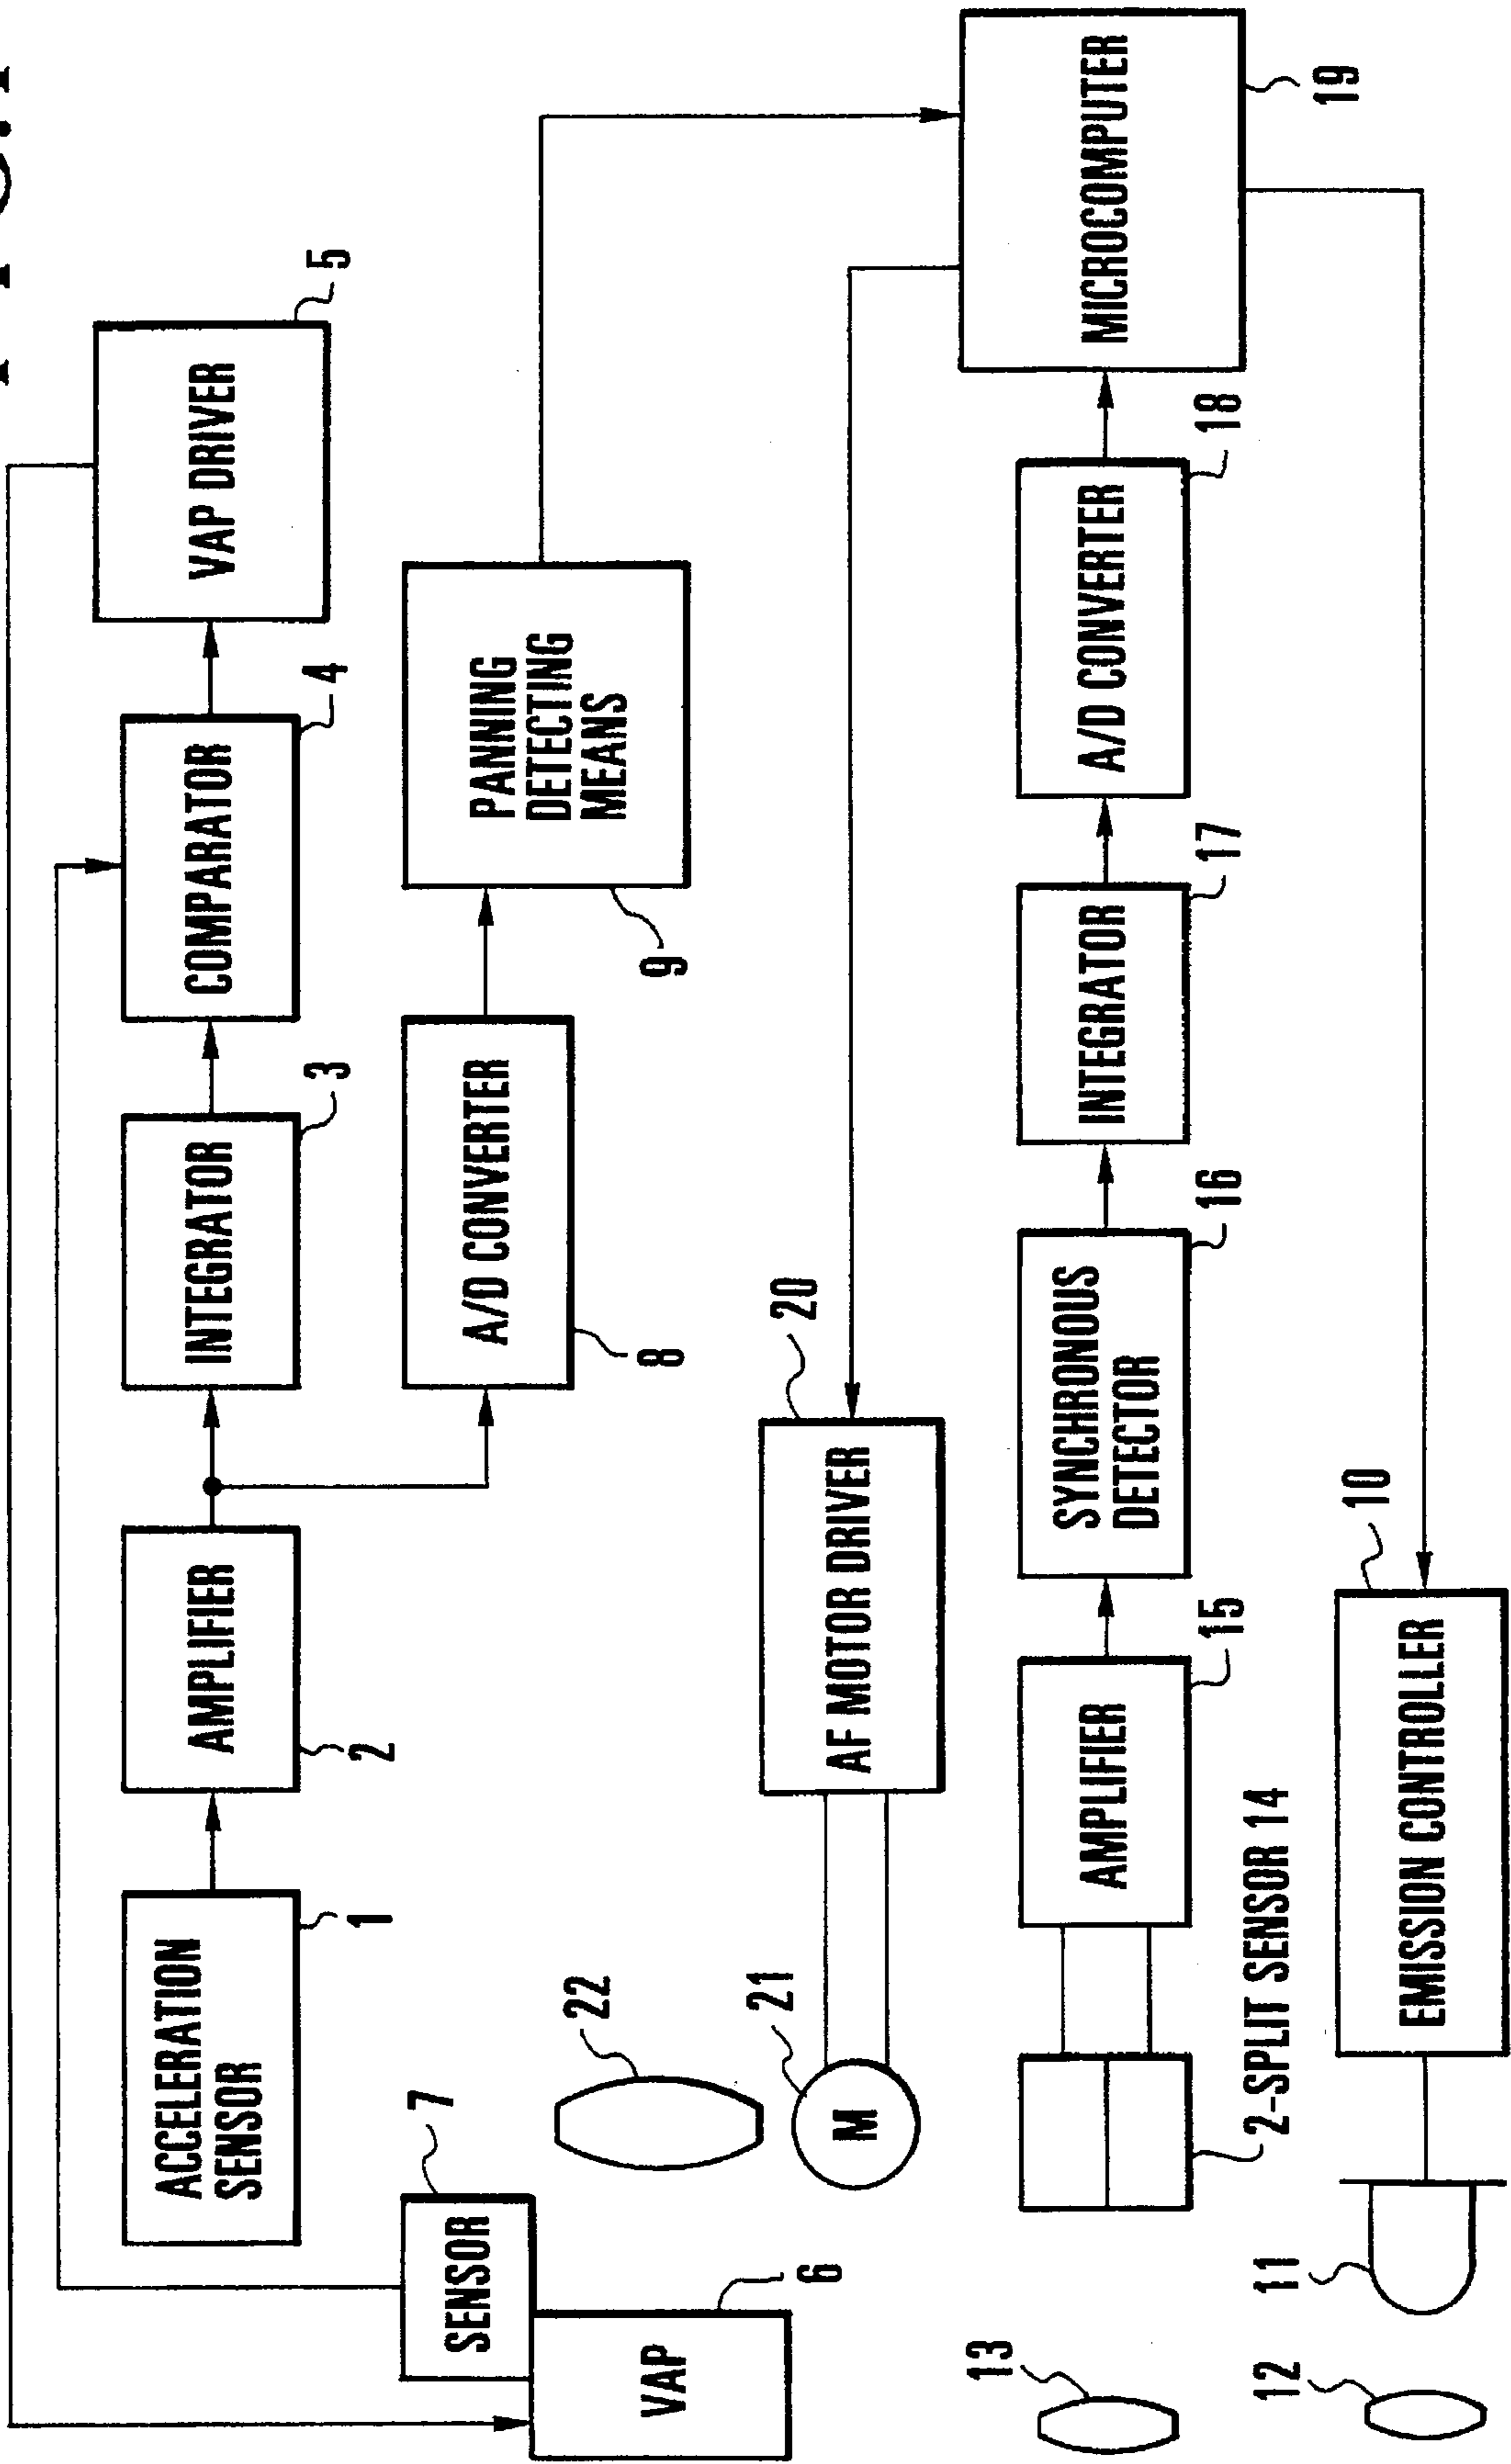 FIG.1
ACCELERATION
SENSOR
1
AMPLIFIER
2
INTEGRATOR
3
COMPARATOR
4
VAP DRIVER
5
SENSOR
7
VAP
6
A/D CONVERTER
8
PANNING
DETECTING
MEANS
9
22
M
21
AF MOTOR DRIVER
20
13
2-SPLIT SENSOR 14
AMPLIFIER
15
SYNCHRONOUS
DETECTOR
16
INTEGRATOR
17
A/D CONVERTER
18
MICROCOMPUTER
19
12
11
EMISSION CONTROLLER
10